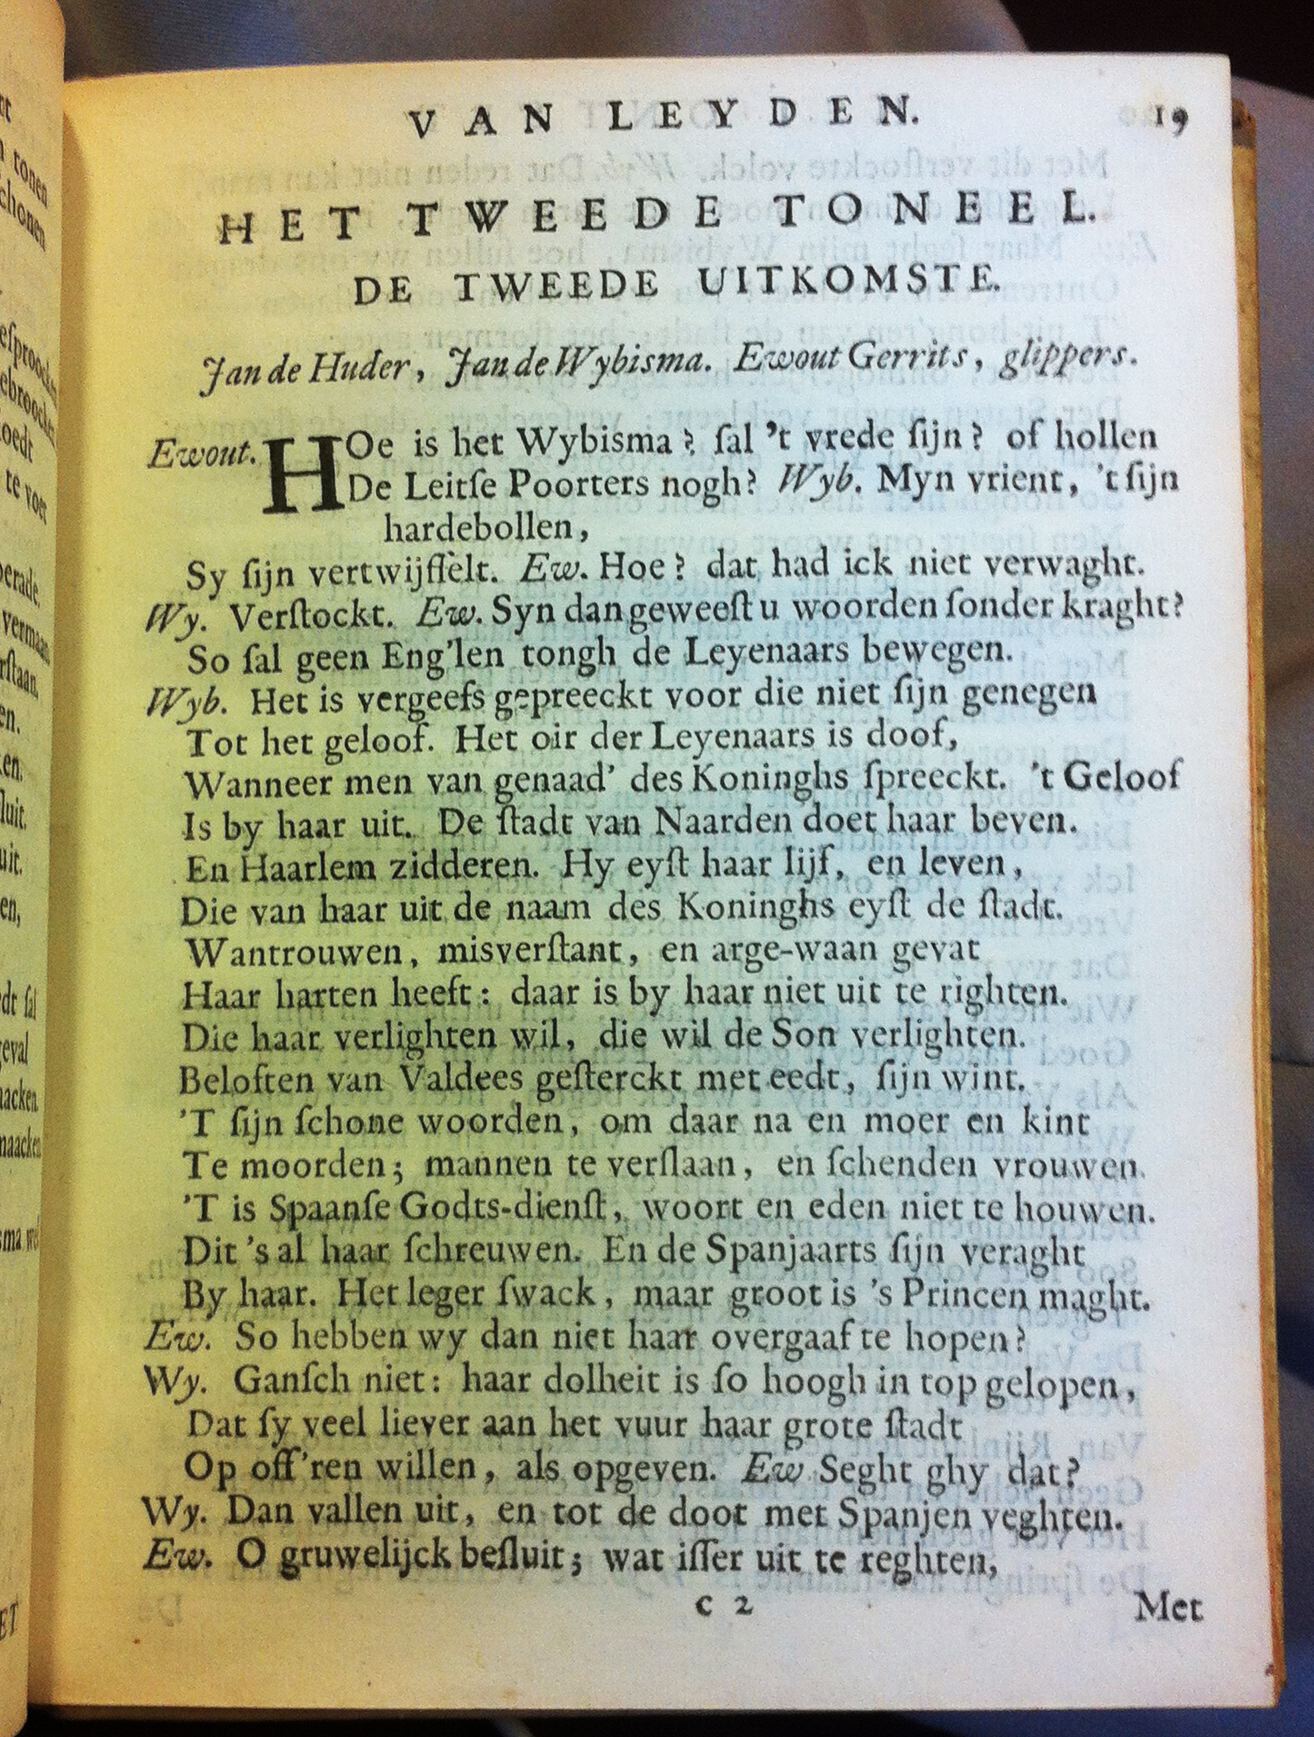 VAN LEYDEN. 19
HET TWEEDE TONEEL.
DE TWEEDE UITKOMSTE.
Jan de Huder, Jan de Wybisma. Ewout Gerrits, glippers.
Ewout. HOe is het Wybisma? ſal 't vrede ſijn? of hollen
De Leitſe Poorters nogh? Wyb. Myn vrient, 't ſijn
hardebollen,
Sy ſijn vertwijffelt. Ew. Hoe? dat had ick niet verwaght.
Wy. Verſtockt. Ew. Syn dan geweeſt u woorden ſonder kraght?
So ſal geen Eng'len tongh de Leyenaars bewegen.
Wyb. Het is vergeefs gepreeckt voor die niet ſijn genegen
Tot het geloof. Het oir der Leyenaars is doof,
Wanneer men van genaad' des Koninghs ſpreeckt. 't Geloof
Is by haar uit. De ſtadt van Naarden doet haar beven.
En Haarlem zidderen. Hy eyſt haar lijf, en leven,
Die van haar uit de naam des Koninghs eyſt de ſtadt.
Wantrouwen, misverſtant, en arge-waan gevat
Haar harten heeft: daar is by haar niet uit te righten.
Die haar verlighten wil, die wil de Son verlighten.
Beloften van Valdees geſterckt met eedt, ſijn wint.
'T ſijn ſchone woorden, om daar na en moer en kint
Te moorden; mannen te verſlaan, en ſchenden vrouwen.
'T is Spaanſe Godts-dienſt, woort en eden niet te houwen.
Dit 's al haar ſchreuwen. En de Spanjaarts ſijn veraght
By haar. Het leger ſwack, maar groot is 's Princen maght.
Ew. So hebben wy dan niet haar overgaaf te hopen?
Wy. Ganſch niet: haar dolheit is ſo hoogh in top gelopen,
Dat ſy veel liever aan het vuur haar grote ſtadt
Op off'ren willen, als opgeven. Ew Seght ghy dat?
Wy. Dan vallen uit, en tot de doot met Spanjen veghten.
Ew. O gruwelijck beſluit; wat iſſer uit te reghten,
C 2 Met